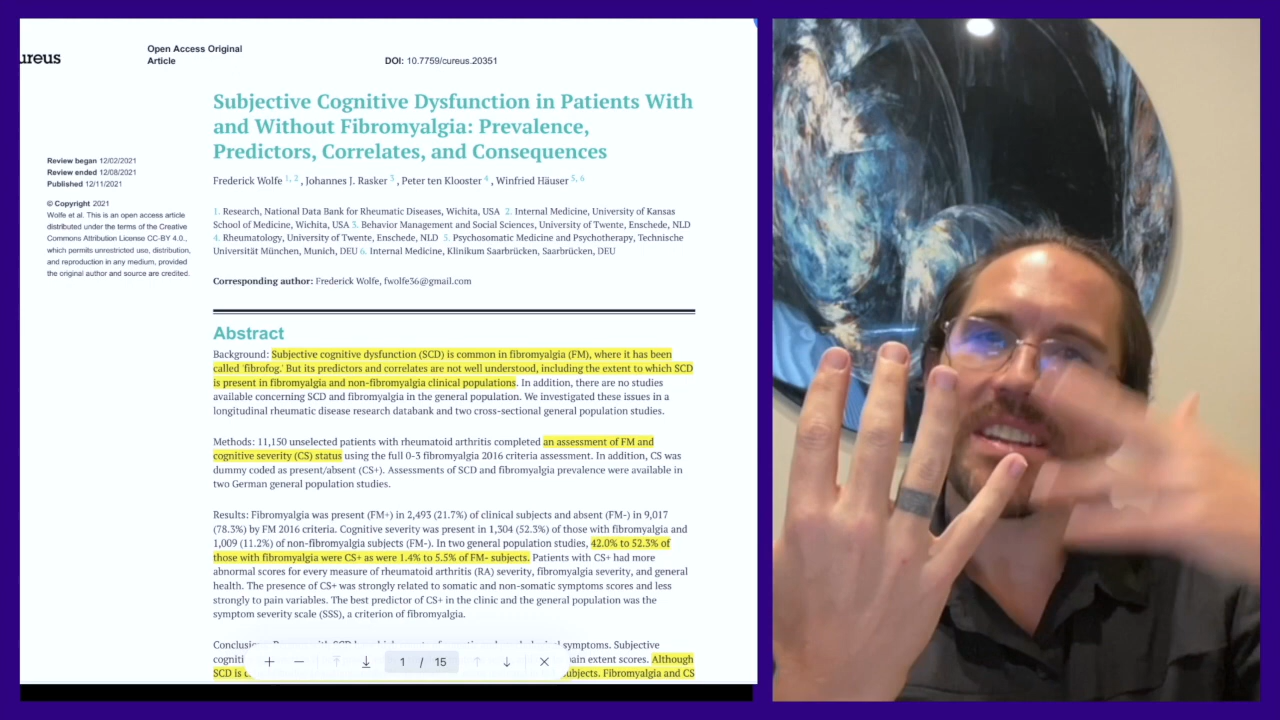 ureus
Open Access Original
Article
DOI: 10.7759/cureus.20351
Subjective Cognitive Dysfunction in Patients With
and Without Fibromyalgia: Prevalence,
Predictors, Correlates, and Consequences
Review began 12/02/2021
Review ended 12/08/2021
Published 12/11/2021
© Copyright 2021
Wolfe et al. This is an open access article
distributed under the terms of the Creative
Commons Attribution License CC-BY 4.0.,
which permits unrestricted use, distribution,
and reproduction in any medium, provided
the original author and source are credited.
Frederick Wolfe 1, 2 , Johannes J. Rasker 3 , Peter ten Klooster 4 , Winfried Häuser 5, 6
1. Research, National Data Bank for Rheumatic Diseases, Wichita, USA 2. Internal Medicine, University of Kansas
School of Medicine, Wichita, USA 3. Behavior Management and Social Sciences, University of Twente, Enschede, NLD
4. Rheumatology, University of Twente, Enschede, NLD 5. Psychosomatic Medicine and Psychotherapy, Technische
Universität München, Munich, DEU 6. Internal Medicine, Klinikum Saarbrücken, Saarbrücken, DEU
Corresponding author: Frederick Wolfe, fwolfe36@gmail.com
Abstract
Background: Subjective cognitive dysfunction (SCD) is common in fibromyalgia (FM), where it has been
called 'fibrofog.' But its predictors and correlates are not well understood, including the extent to which SCD
is present in fibromyalgia and non-fibromyalgia clinical populations. In addition, there are no studies
available concerning SCD and fibromyalgia in the general population. We investigated these issues in a
longitudinal rheumatic disease research databank and two cross-sectional general population studies.
Methods: 11,150 unselected patients with rheumatoid arthritis completed an assessment of FM and
cognitive severity (CS) status using the full 0-3 fibromyalgia 2016 criteria assessment. In addition, CS was
dummy coded as present/absent (CS+). Assessments of SCD and fibromyalgia prevalence were available in
two German general population studies.
Results: Fibromyalgia was present (FM+) in 2,493 (21.7%) of clinical subjects and absent (FM-) in 9,017
(78.3%) by FM 2016 criteria. Cognitive severity was present in 1,304 (52.3%) of those with fibromyalgia and
1,009 (11.2%) of non-fibromyalgia subjects (FM-). In two general population studies, 42.0% to 52.3% of
those with fibromyalgia were CS+ as were 1.4% to 5.5% of FM- subjects. Patients with CS+ had more
abnormal scores for every measure of rheumatoid arthritis (RA) severity, fibromyalgia severity, and general
health. The presence of CS+ was strongly related to somatic and non-somatic symptoms scores and less
strongly to pain variables. The best predictor of CS+ in the clinic and the general population was the
symptom severity scale (SSS), a criterion of fibromyalgia.
symptoms. Subjective
cogniti pain extent scores. Although
SCD is ubjects. Fibromyalgia and CS
1 / 15